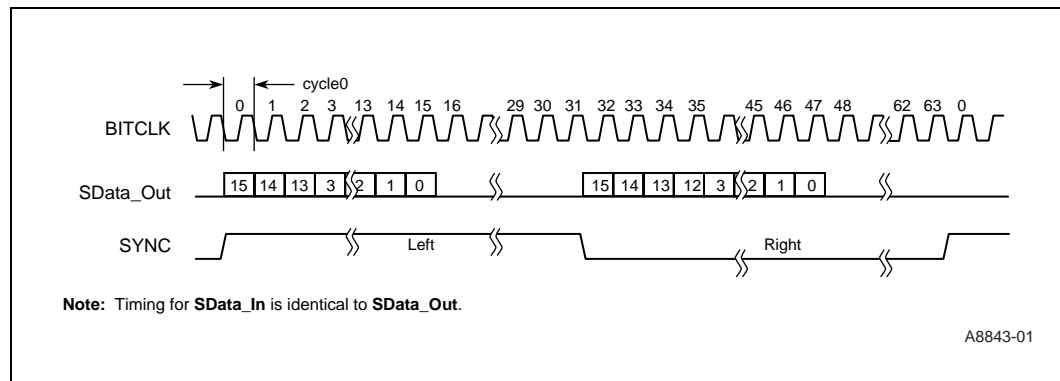 cycle0
0 1 2 3 13 14 15 16 29 30 31 32 33 34 35 45 46 47 48 62 63 0
BITCLK
SData_Out 15 14 13 3 2 1 0 15 14 13 12 3 2 1 0
SYNC Left Right
Note: Timing for SData_In is identical to SData_Out.
A8843-01